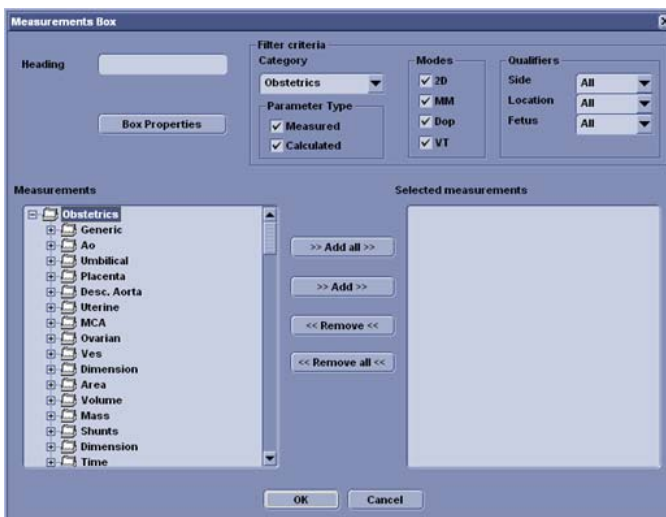 Measurements Box
Heading
Box Properties
Filter criteria
Category
Obstetrics
Parameter Type
Measured
Calculated
Modes
2D
MM
Dop
VT
Qualifiers
Side All
Location All
Fetus All
Measurements
Obstetrics
Generic
Ao
Umbilical
Placenta
Desc. Aorta
Uterine
MCA
Ovarian
Ves
Dimension
Area
Volume
Mass
Shunts
Dimension
Time
>> Add all >>
>> Add >>
<< Remove <<
<< Remove all <<
Selected measurements
OK
Cancel